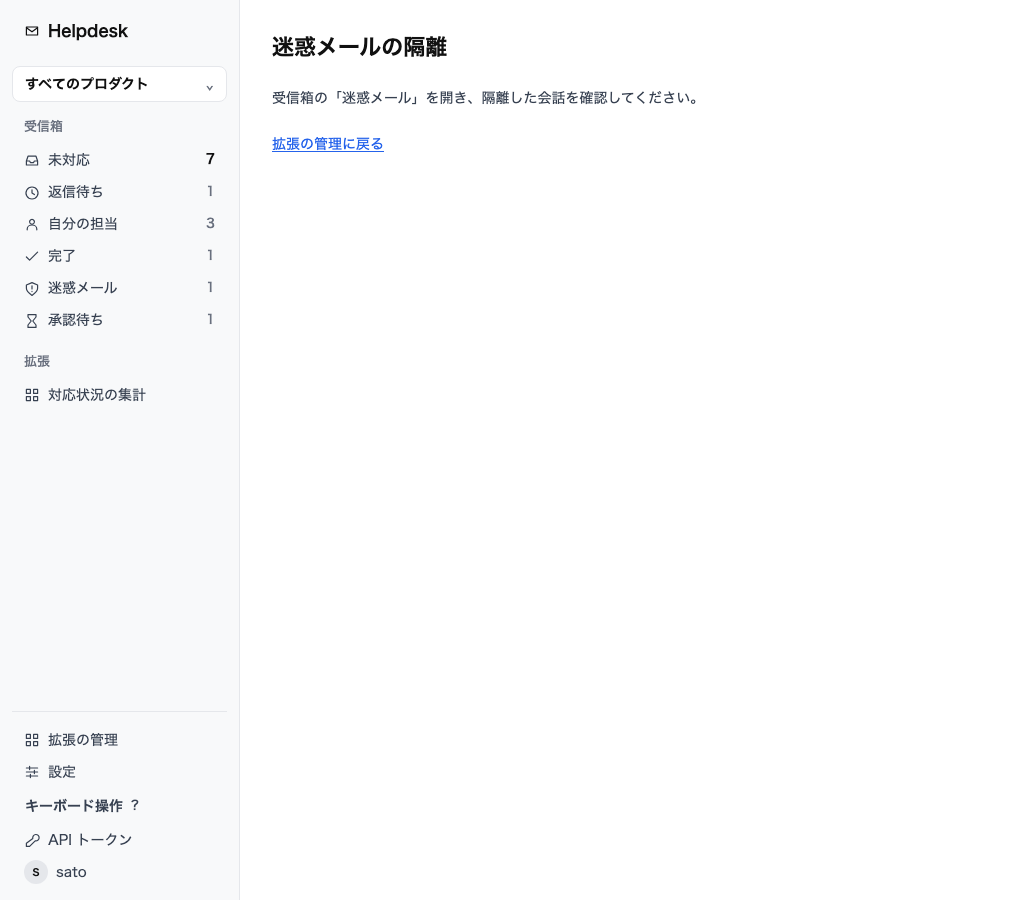 Helpdesk
すべてのプロダクト
受信箱
未対応 7
返信待ち 1
自分の担当 3
完了 1
迷惑メール 1
承認待ち 1
拡張
対応状況の集計
拡張の管理
設定
キーボード操作 ?
API トークン
S sato
迷惑メールの隔離
受信箱の「迷惑メール」を開き、隔離した会話を確認してください。
拡張の管理に戻る